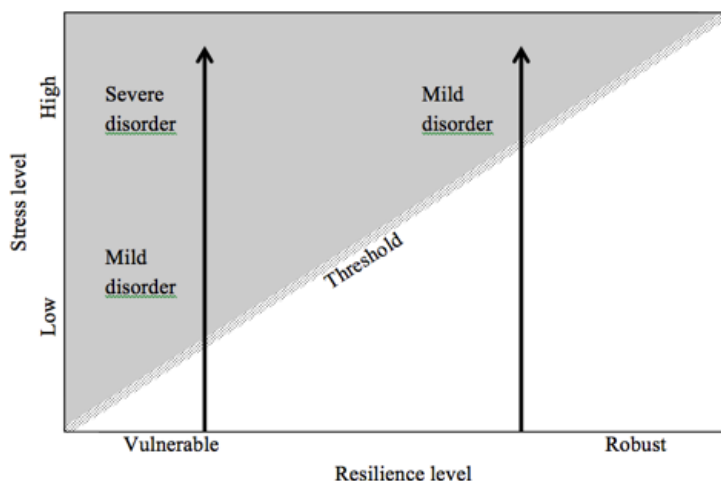 High
Severe
disorder
Mild
disorder
Stress level
Mild
disorder
Threshold
Low
Vulnerable
Robust
Resilience level